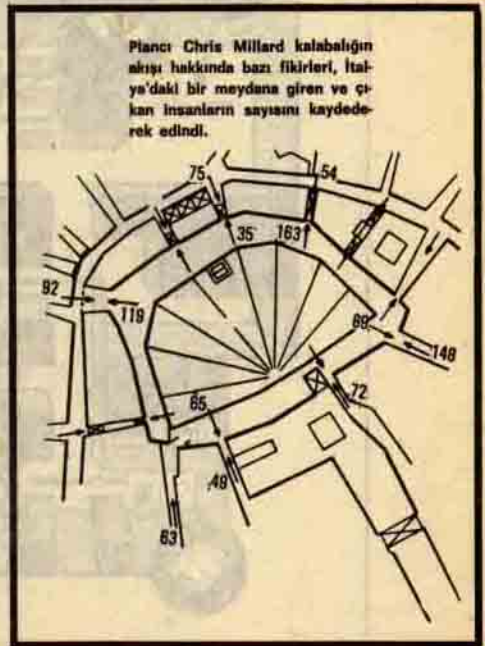 Plancı Chris Millard kalabalığın
akışı hakkında bazı fikirleri, İtal-
ya'daki bir meydana giren ve çı-
kan insanların sayısını kaydede-
rek edindi.
75 54
35 163
92 119
69 148
72
65
49
63